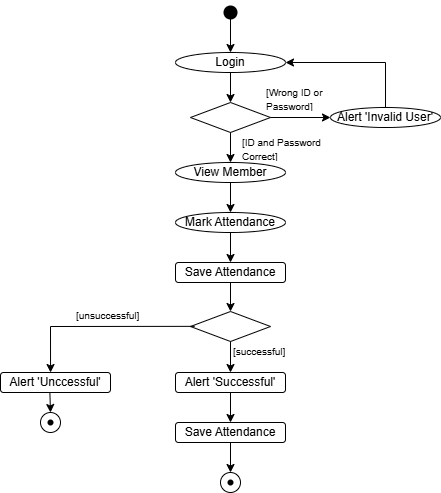 Login
[Wrong ID or
Password]
Alert 'Invalid User'
[ID and Password
Correct]
View Member
Mark Attendance
Save Attendance
[unsuccessful]
[successful]
Alert 'Unccessful'
Alert 'Successful'
Save Attendance